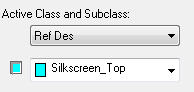 Active Class and Subclass:
Ref Des
Silkscreen_Top